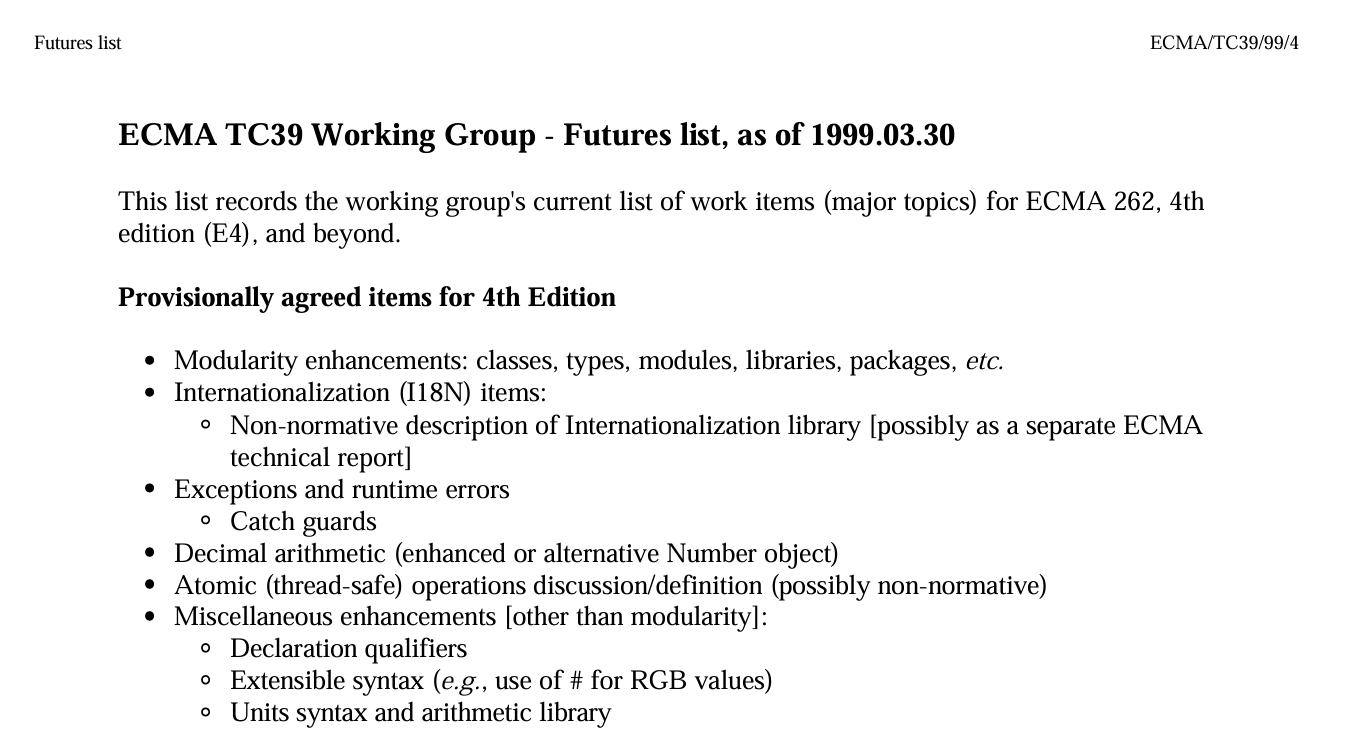 Futures list ECMA/TC39/99/4
ECMA TC39 Working Group - Futures list, as of 1999.03.30
This list records the working group's current list of work items (major topics) for ECMA 262, 4th
edition (E4), and beyond.
Provisionally agreed items for 4th Edition
• Modularity enhancements: classes, types, modules, libraries, packages, etc.
• Internationalization (I18N) items:
◦ Non-normative description of Internationalization library [possibly as a separate ECMA
technical report]
• Exceptions and runtime errors
◦ Catch guards
• Decimal arithmetic (enhanced or alternative Number object)
• Atomic (thread-safe) operations discussion/definition (possibly non-normative)
• Miscellaneous enhancements [other than modularity]:
◦ Declaration qualifiers
◦ Extensible syntax (e.g., use of # for RGB values)
◦ Units syntax and arithmetic library